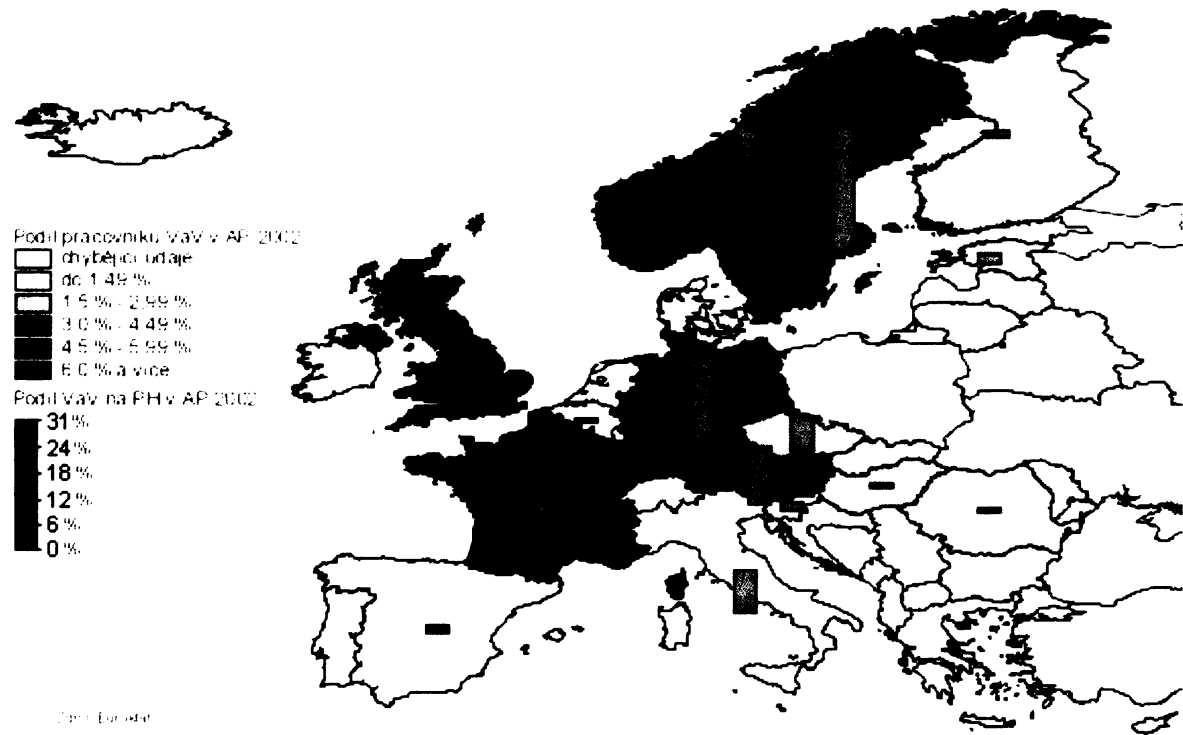 Podíl pracovníků VaV v AP 2002
chybějící údaje
do 1.49 %
1.5 % - 2.99 %
3.0 % - 4.49 %
4.5 % - 5.99 %
6.0 % a více
Podíl VaV na PH v AP 2002
31 %
24 %
18 %
12 %
6 %
0 %
Zdroj: Eurostat